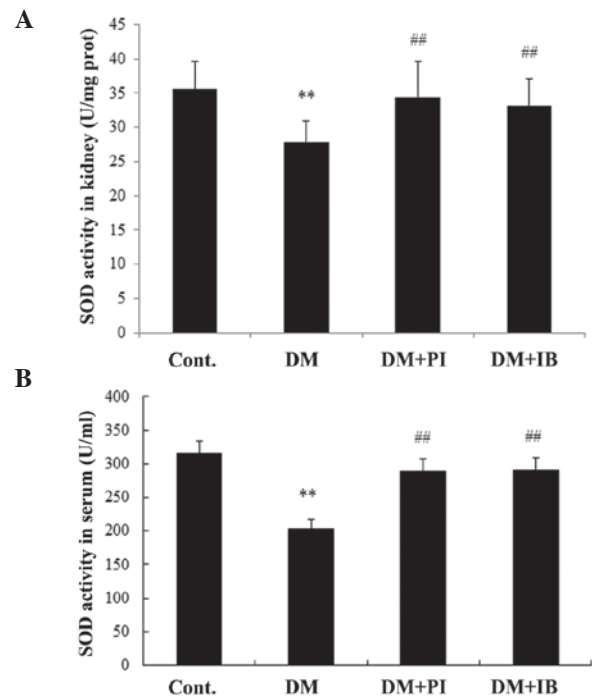 A
SOD activity in kidney (U/mg prot)
45
40
35
30
25
20
15
10
5
0
**
##
##
Cont.
DM
DM+PI
DM+IB
B
SOD activity in serum (U/ml)
400
350
300
250
200
150
100
50
0
**
##
##
Cont.
DM
DM+PI
DM+IB